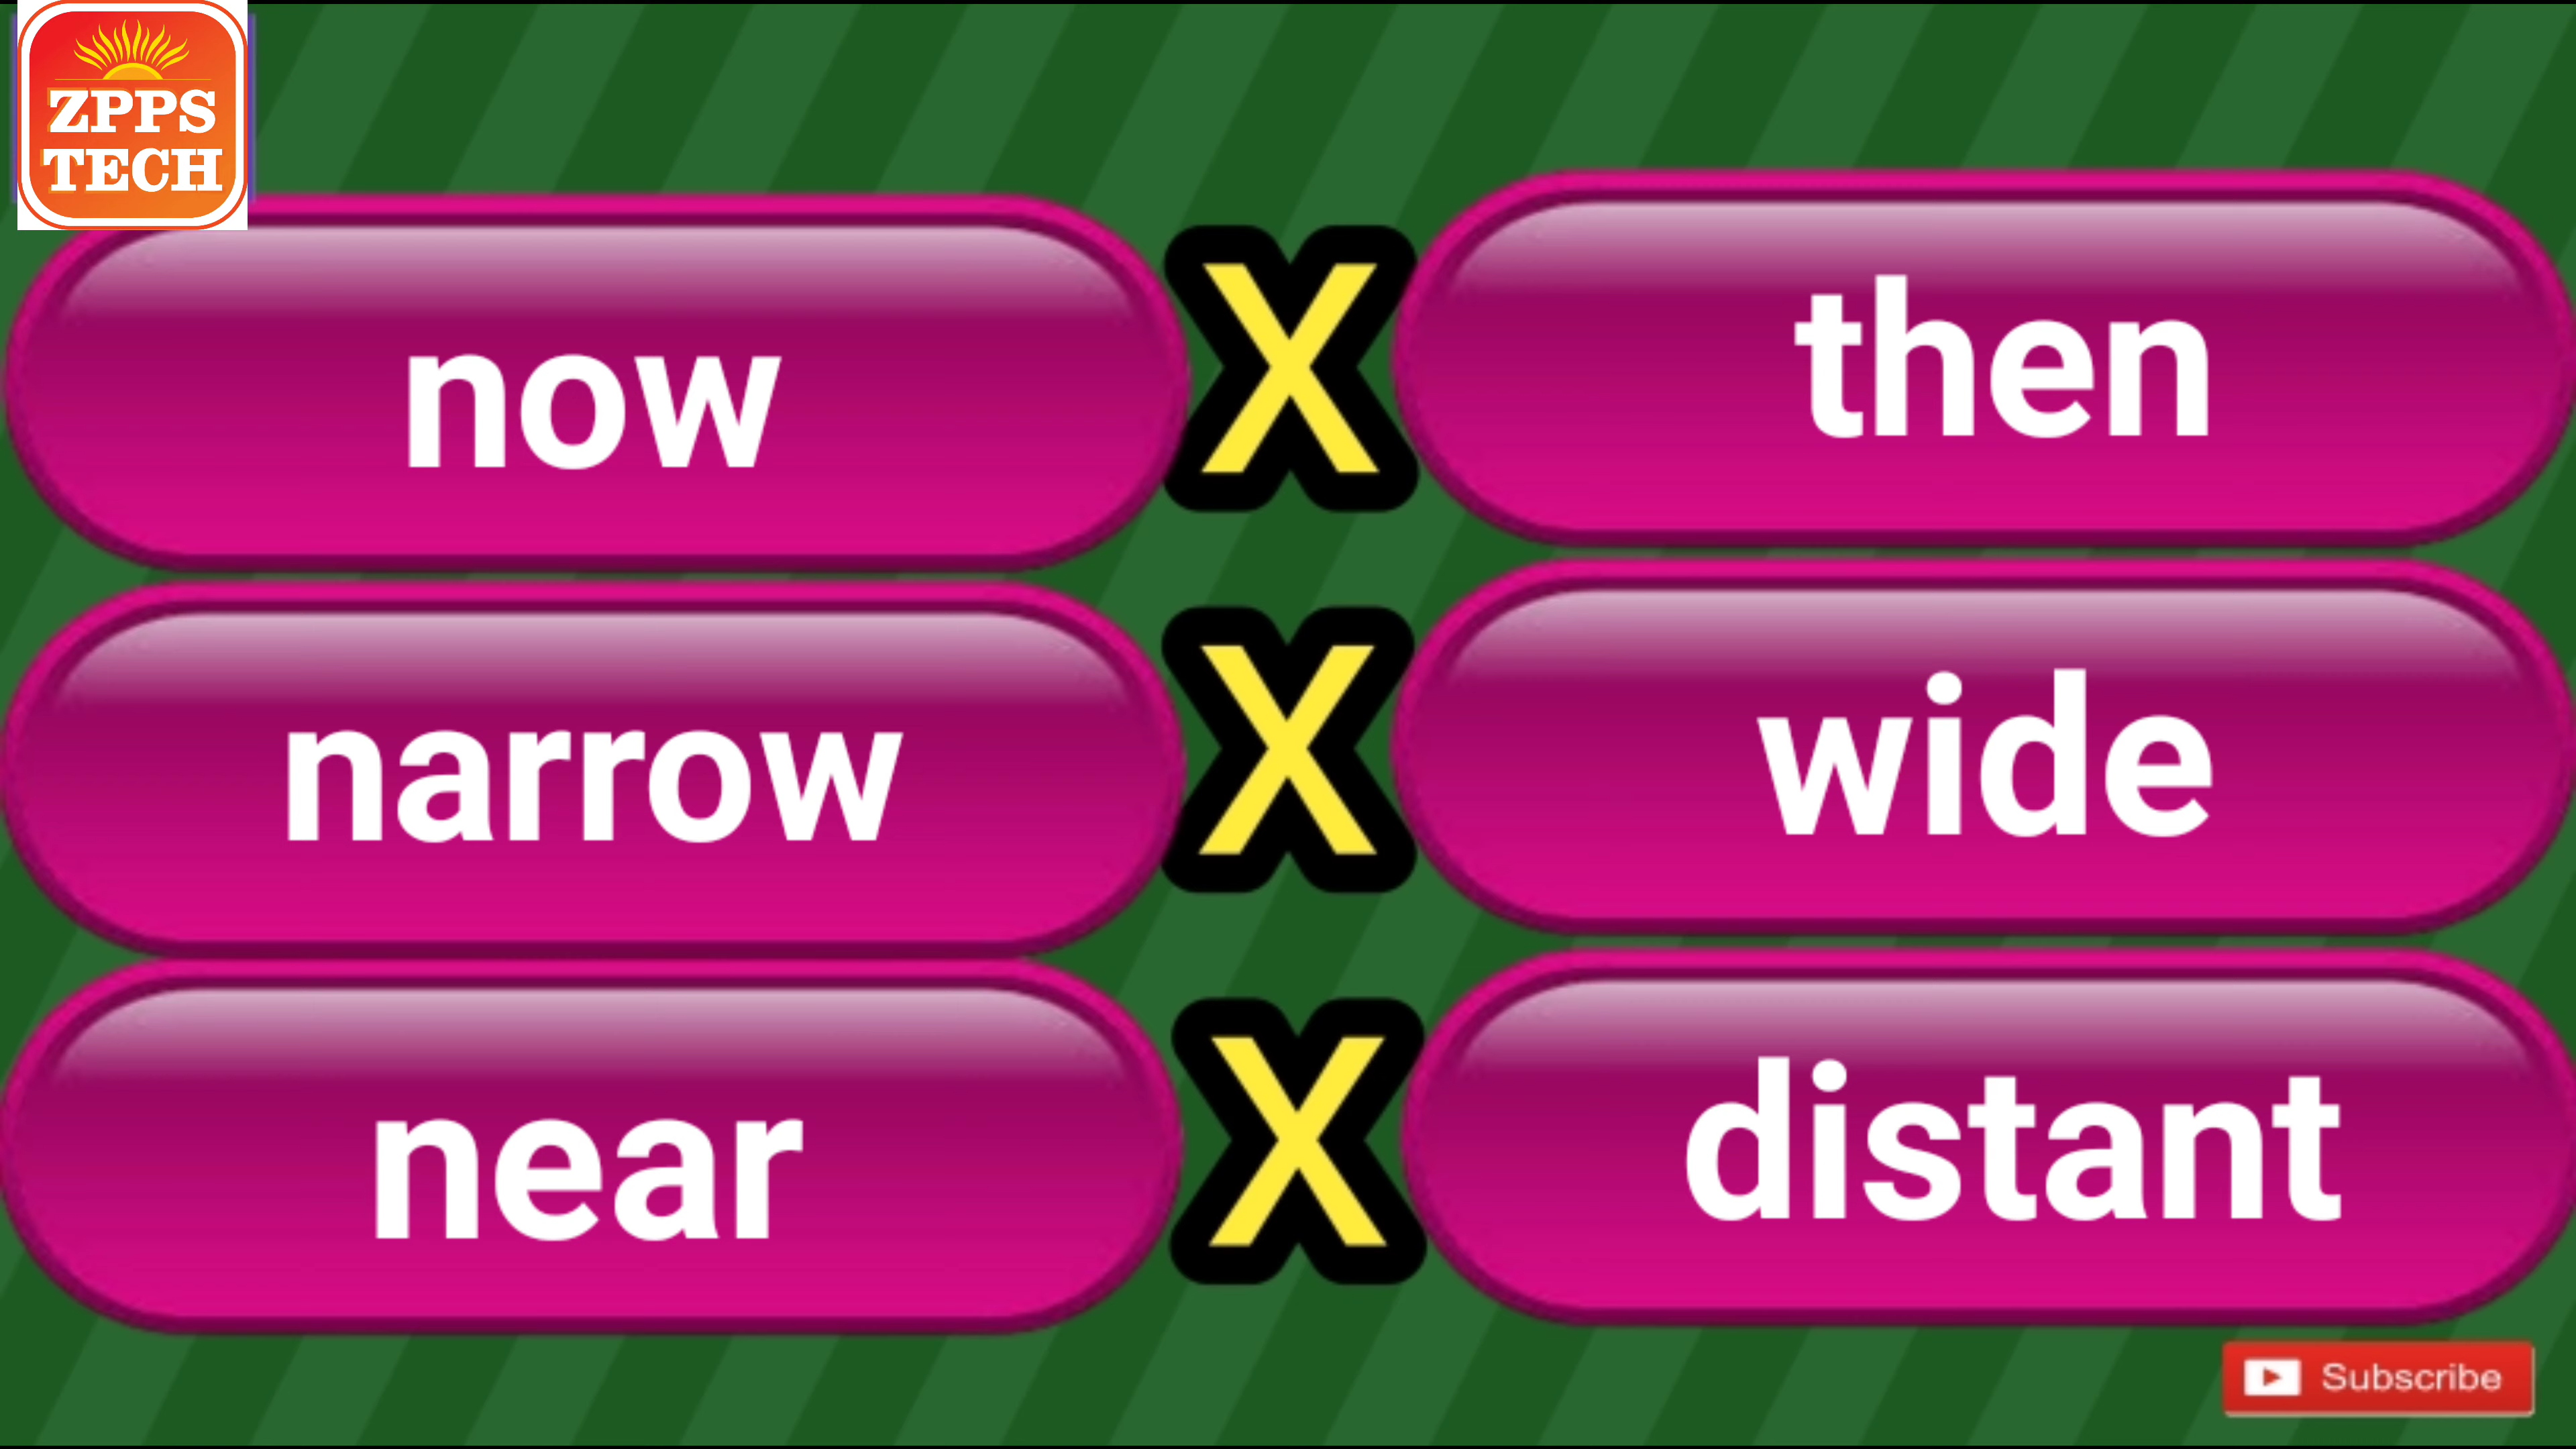 ZPPS
TECH
now X then
narrow X wide
near X distant
Subscribe